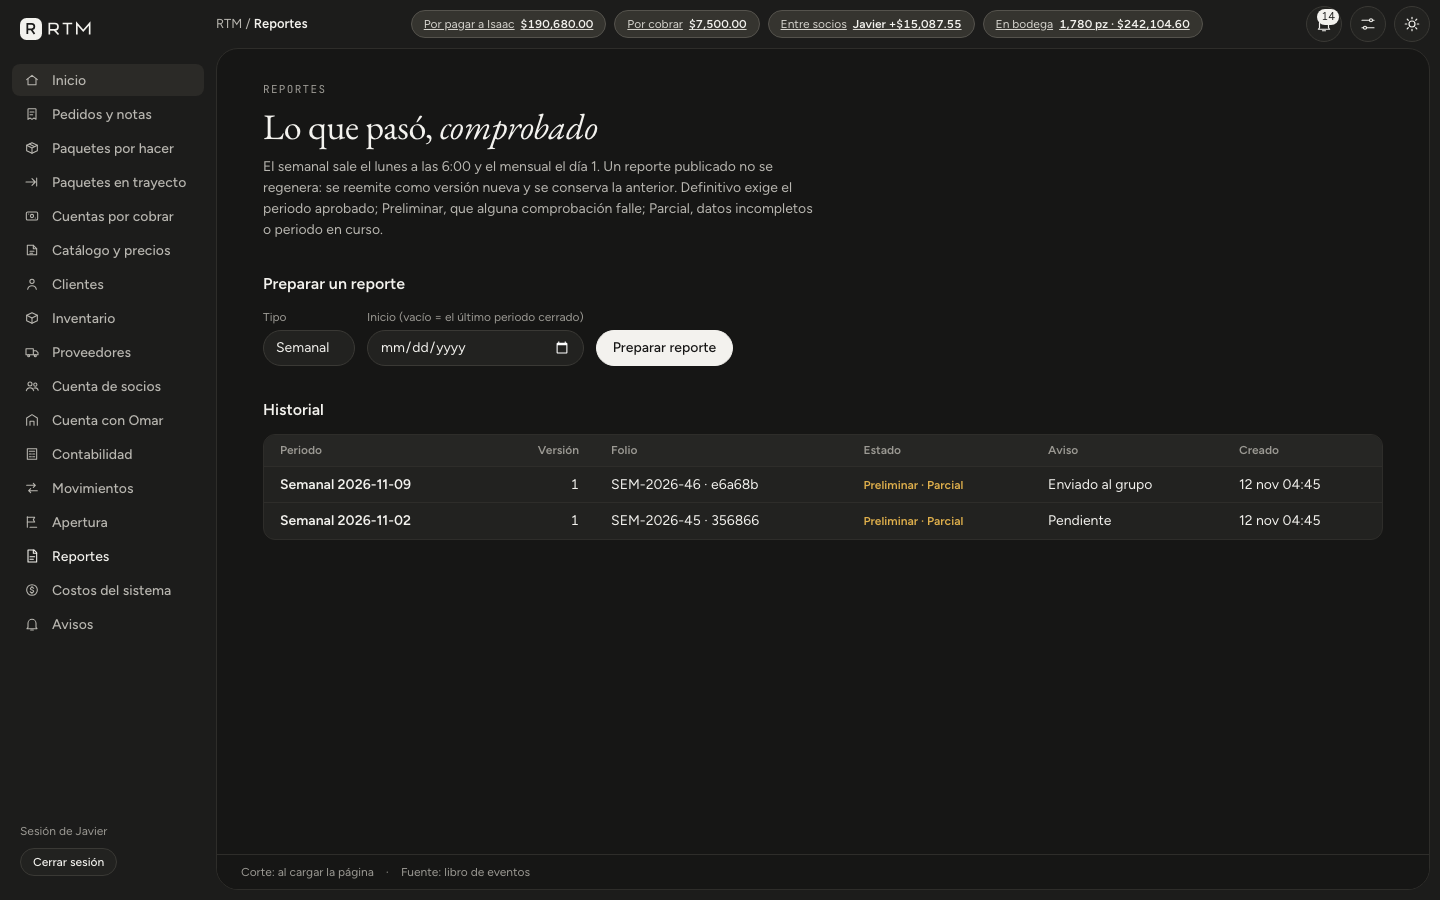 R RTM
RTM / Reportes
Por pagar a Isaac $190,680.00
Por cobrar $7,500.00
Entre socios Javier +$15,087.55
En bodega 1,780 pz · $242,104.60
14
Inicio
Pedidos y notas
Paquetes por hacer
Paquetes en trayecto
Cuentas por cobrar
Catálogo y precios
Clientes
Inventario
Proveedores
Cuenta de socios
Cuenta con Omar
Contabilidad
Movimientos
Apertura
Reportes
Costos del sistema
Avisos
Sesión de Javier
Cerrar sesión
REPORTES
Lo que pasó, comprobado
El semanal sale el lunes a las 6:00 y el mensual el día 1. Un reporte publicado no se
regenera: se reemite como versión nueva y se conserva la anterior. Definitivo exige el
periodo aprobado; Preliminar, que alguna comprobación falle; Parcial, datos incompletos
o periodo en curso.
Preparar un reporte
Tipo
Inicio (vacío = el último periodo cerrado)
Semanal
mm/dd/yyyy
Preparar reporte
Historial
Periodo Versión Folio Estado Aviso Creado
Semanal 2026-11-09 1 SEM-2026-46 · e6a68b Preliminar · Parcial Enviado al grupo 12 nov 04:45
Semanal 2026-11-02 1 SEM-2026-45 · 356866 Preliminar · Parcial Pendiente 12 nov 04:45
Corte: al cargar la página · Fuente: libro de eventos